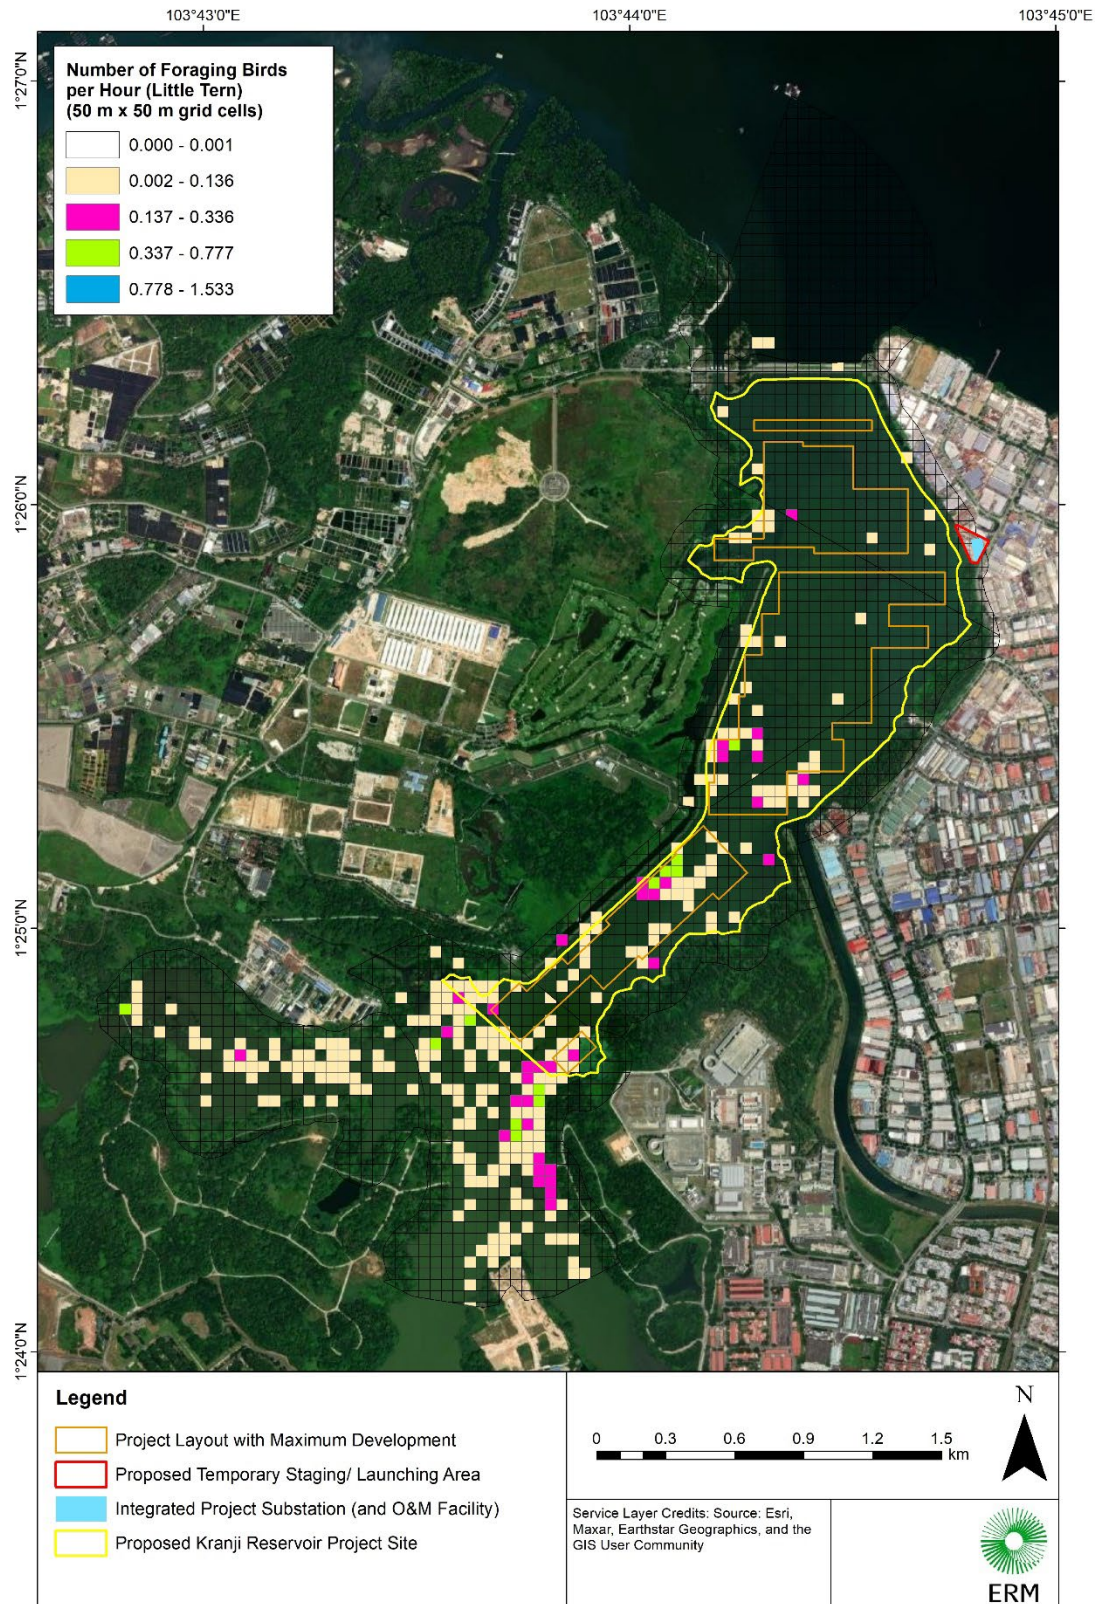 103°43'0"E
103°44'0"E
103°45'0"E
1°27'0"N
1°26'0"N
1°25'0"N
1°24'0"N
Number of Foraging Birds
per Hour (Little Tern)
(50 m x 50 m grid cells)
0.000 - 0.001
0.002 - 0.136
0.137 - 0.336
0.337 - 0.777
0.778 - 1.533
Legend
Project Layout with Maximum Development
Proposed Temporary Staging/ Launching Area
Integrated Project Substation (and O&M Facility)
Proposed Kranji Reservoir Project Site
0 0.3 0.6 0.9 1.2 1.5
km
N
Service Layer Credits: Source: Esri,
Maxar, Earthstar Geographics, and the
GIS User Community
ERM